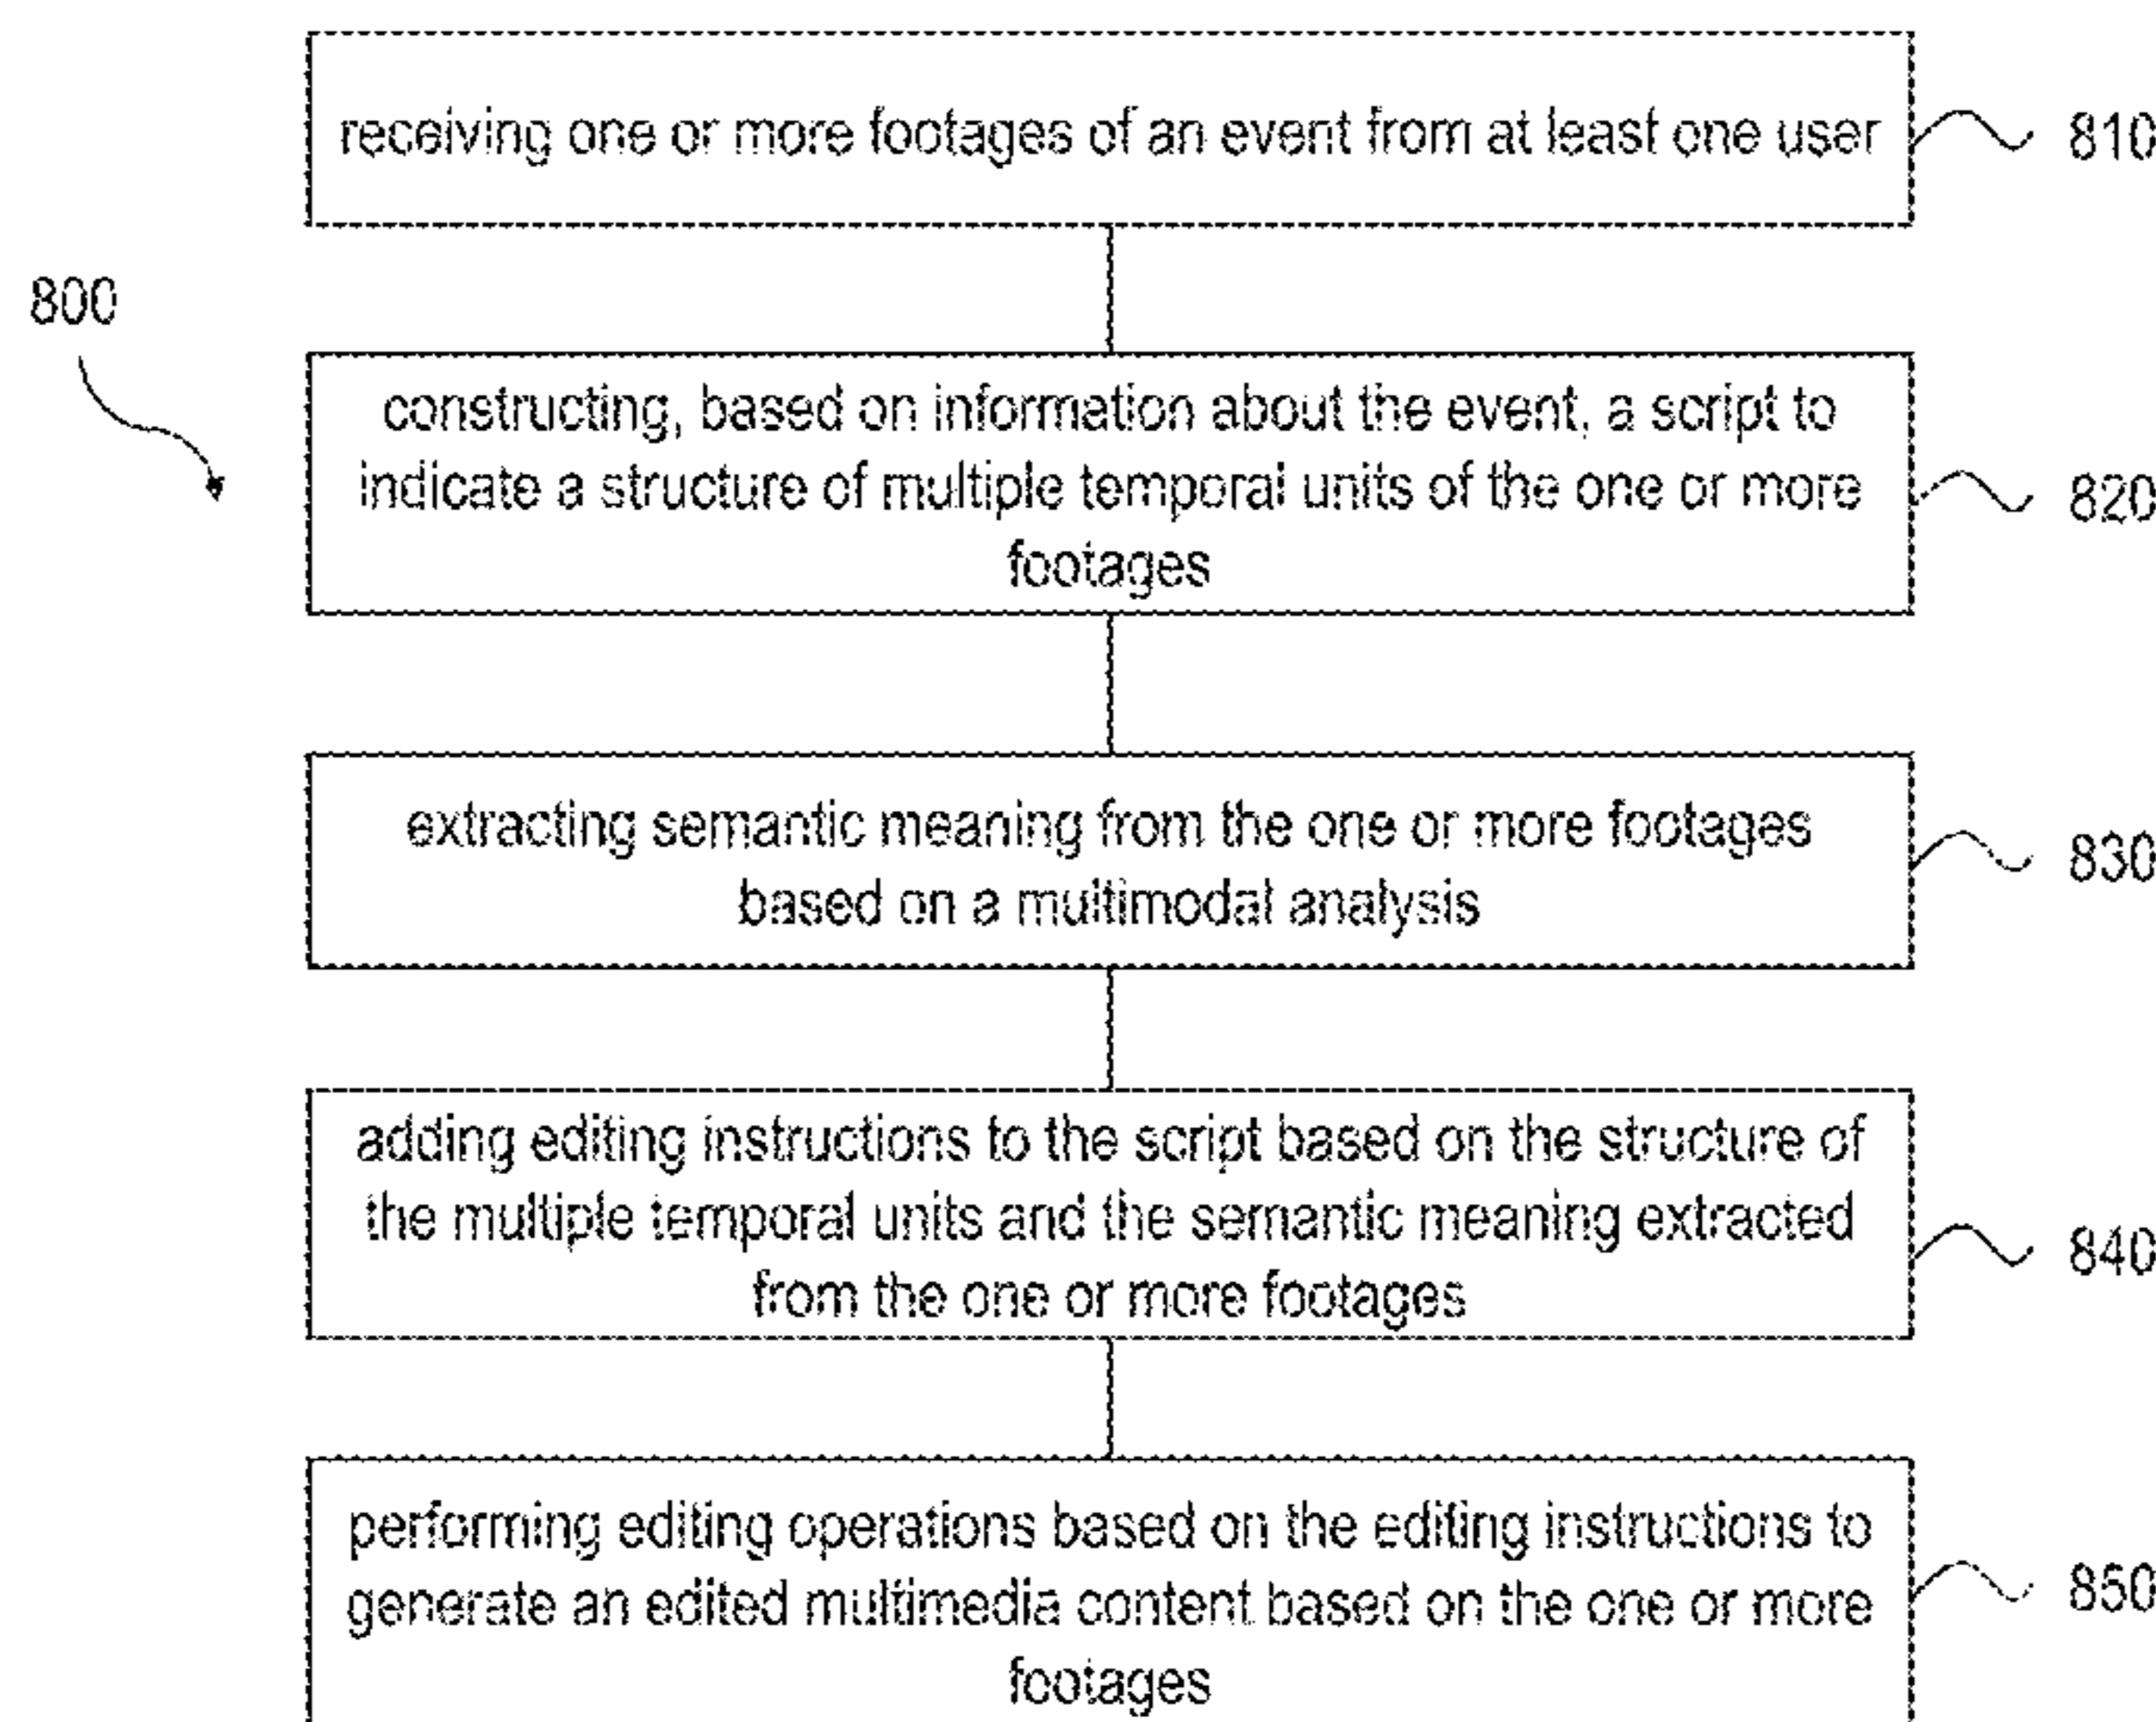 receiving one or more footages of an event from at least one user
810
800
constructing, based on information about the event, a script to
indicate a structure of multiple temporal units of the one or more
footages
820
extracting semantic meaning from the one or more footages
based on a multimodal analysis
830
adding editing instructions to the script based on the structure of
the multiple temporal units and the semantic meaning extracted
from the one or more footages
840
performing editing operations based on the editing instructions to
generate an edited multimedia content based on the one or more
footages
850